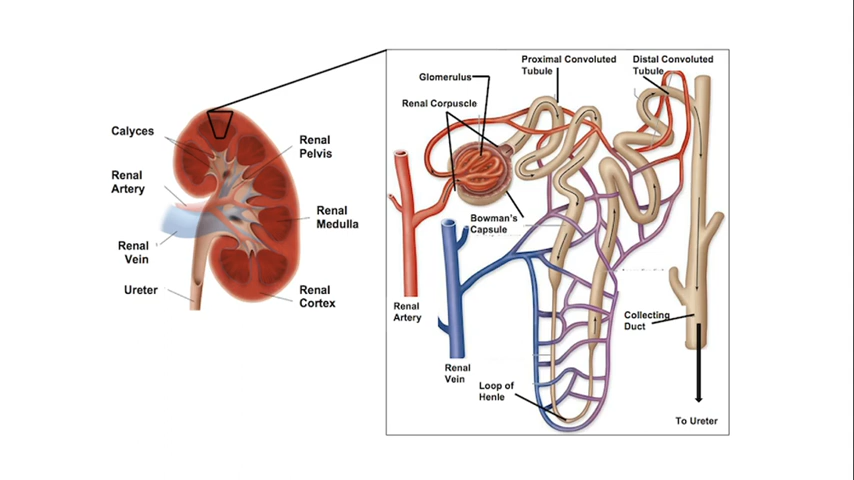 Calyces
Renal
Artery
Renal
Vein
Ureter
Renal
Pelvis
Renal
Medulla
Renal
Cortex
Glomerulus
Renal Corpuscle
Proximal Convoluted
Tubule
Distal Convoluted
Tubule
Bowman's
Capsule
Renal
Artery
Renal
Vein
Loop of
Henle
Collecting
Duct
To Ureter